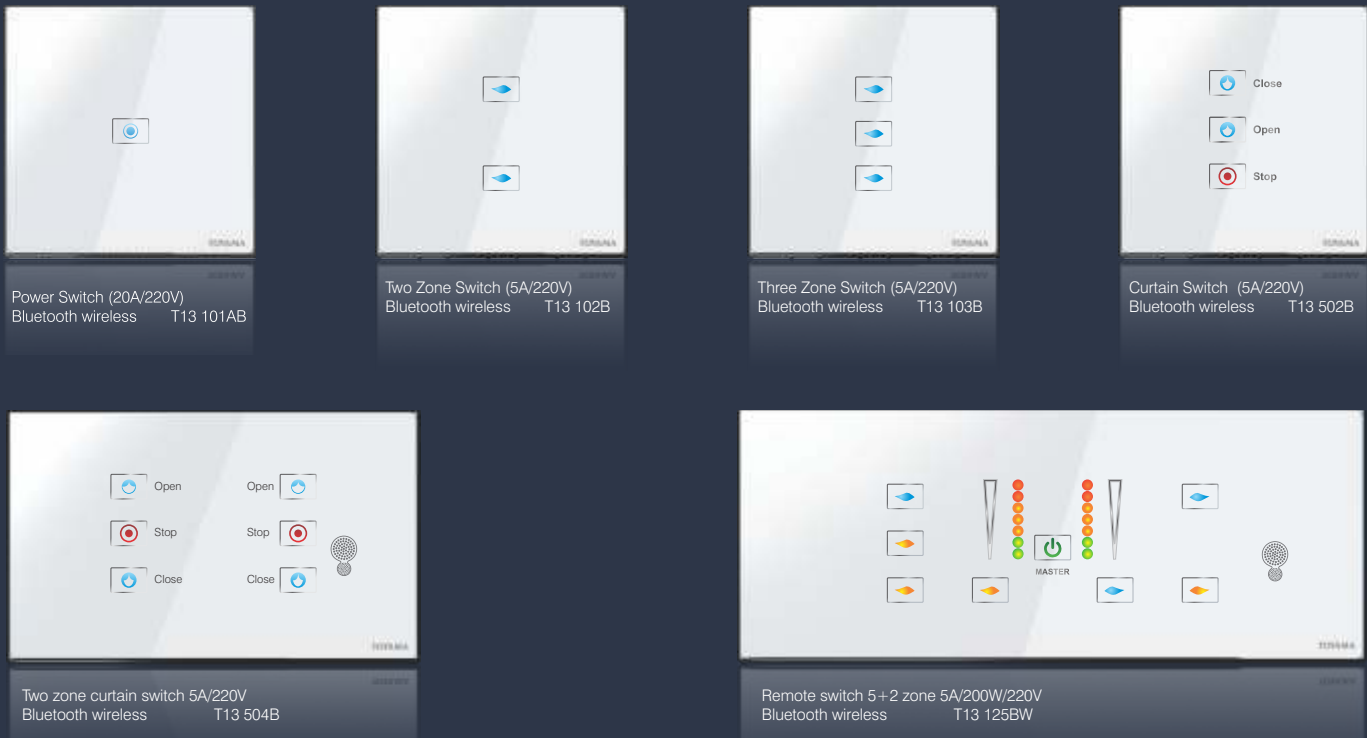 Close
Open
Stop
Power Switch (20A/220V)
Bluetooth wireless T13 101AB
Two Zone Switch (5A/220V)
Bluetooth wireless T13 102B
Three Zone Switch (5A/220V)
Bluetooth wireless T13 103B
Curtain Switch (5A/220V)
Bluetooth wireless T13 502B
Open Open
Stop Stop
Close Close
MASTER
Two zone curtain switch 5A/220V
Bluetooth wireless T13 504B
Remote switch 5+2 zone 5A/200W/220V
Bluetooth wireless T13 125BW